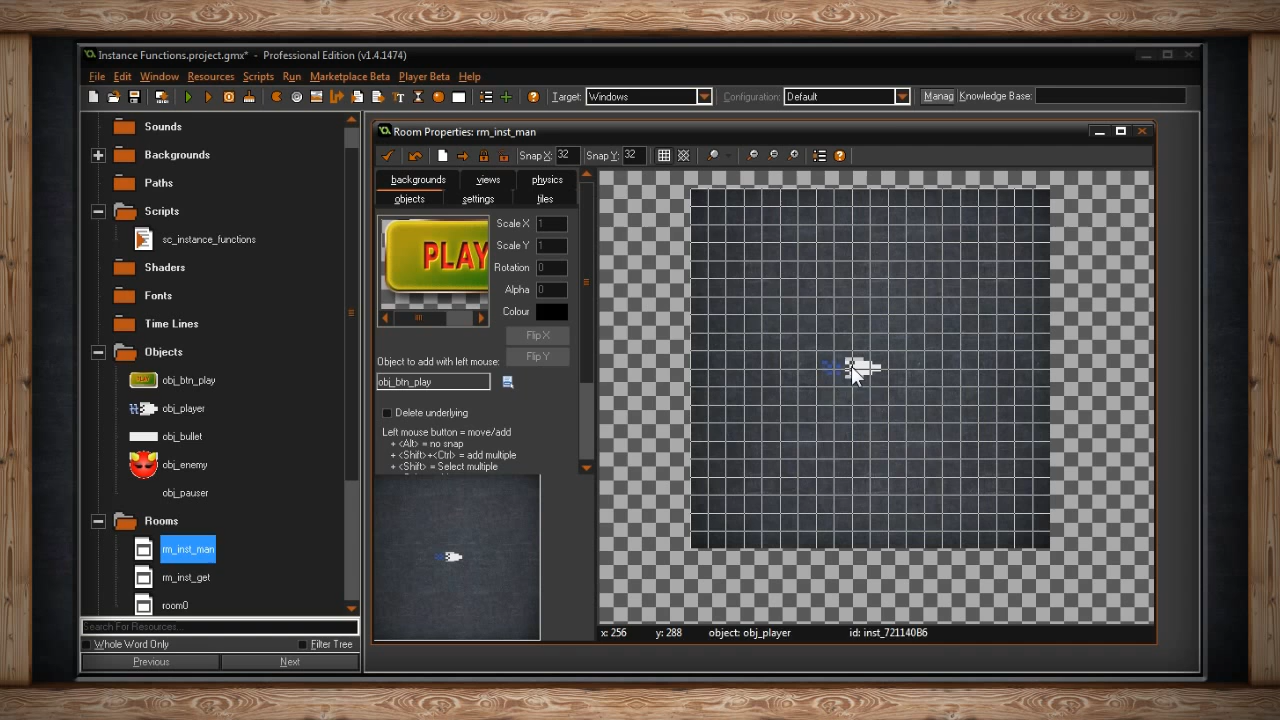 Instance Functions.project.gmx* - Professional Edition (v1.4.1474)
File Edit Window Resources Scripts Run Marketplace Beta Player Beta Help
Target: Windows Configuration: Default Manag Knowledge Base:
Sounds
Backgrounds
Paths
Scripts
sc_instance_functions
Shaders
Fonts
Time Lines
Objects
PLAY obj_btn_play
obj_player
obj_bullet
obj_enemy
obj_pauser
Rooms
rm_inst_man
rm_inst_get
room0
Search For Resources...
Whole Word Only Filter Tree
Previous Next
Room Properties: rm_inst_man
Snap X: 32 Snap Y: 32
backgrounds views physics
objects settings tiles
PLAY
Scale X 1
Scale Y 1
Rotation 0
Alpha 0
Colour
Flip X
Flip Y
Object to add with left mouse:
obj_btn_play
Delete underlying
Left mouse button = move/add
+ <Alt> = no snap
+ <Shift>+<Ctrl> = add multiple
+ <Shift> = Select multiple
x: 256 y: 288 object: obj_player id: inst_721140B6